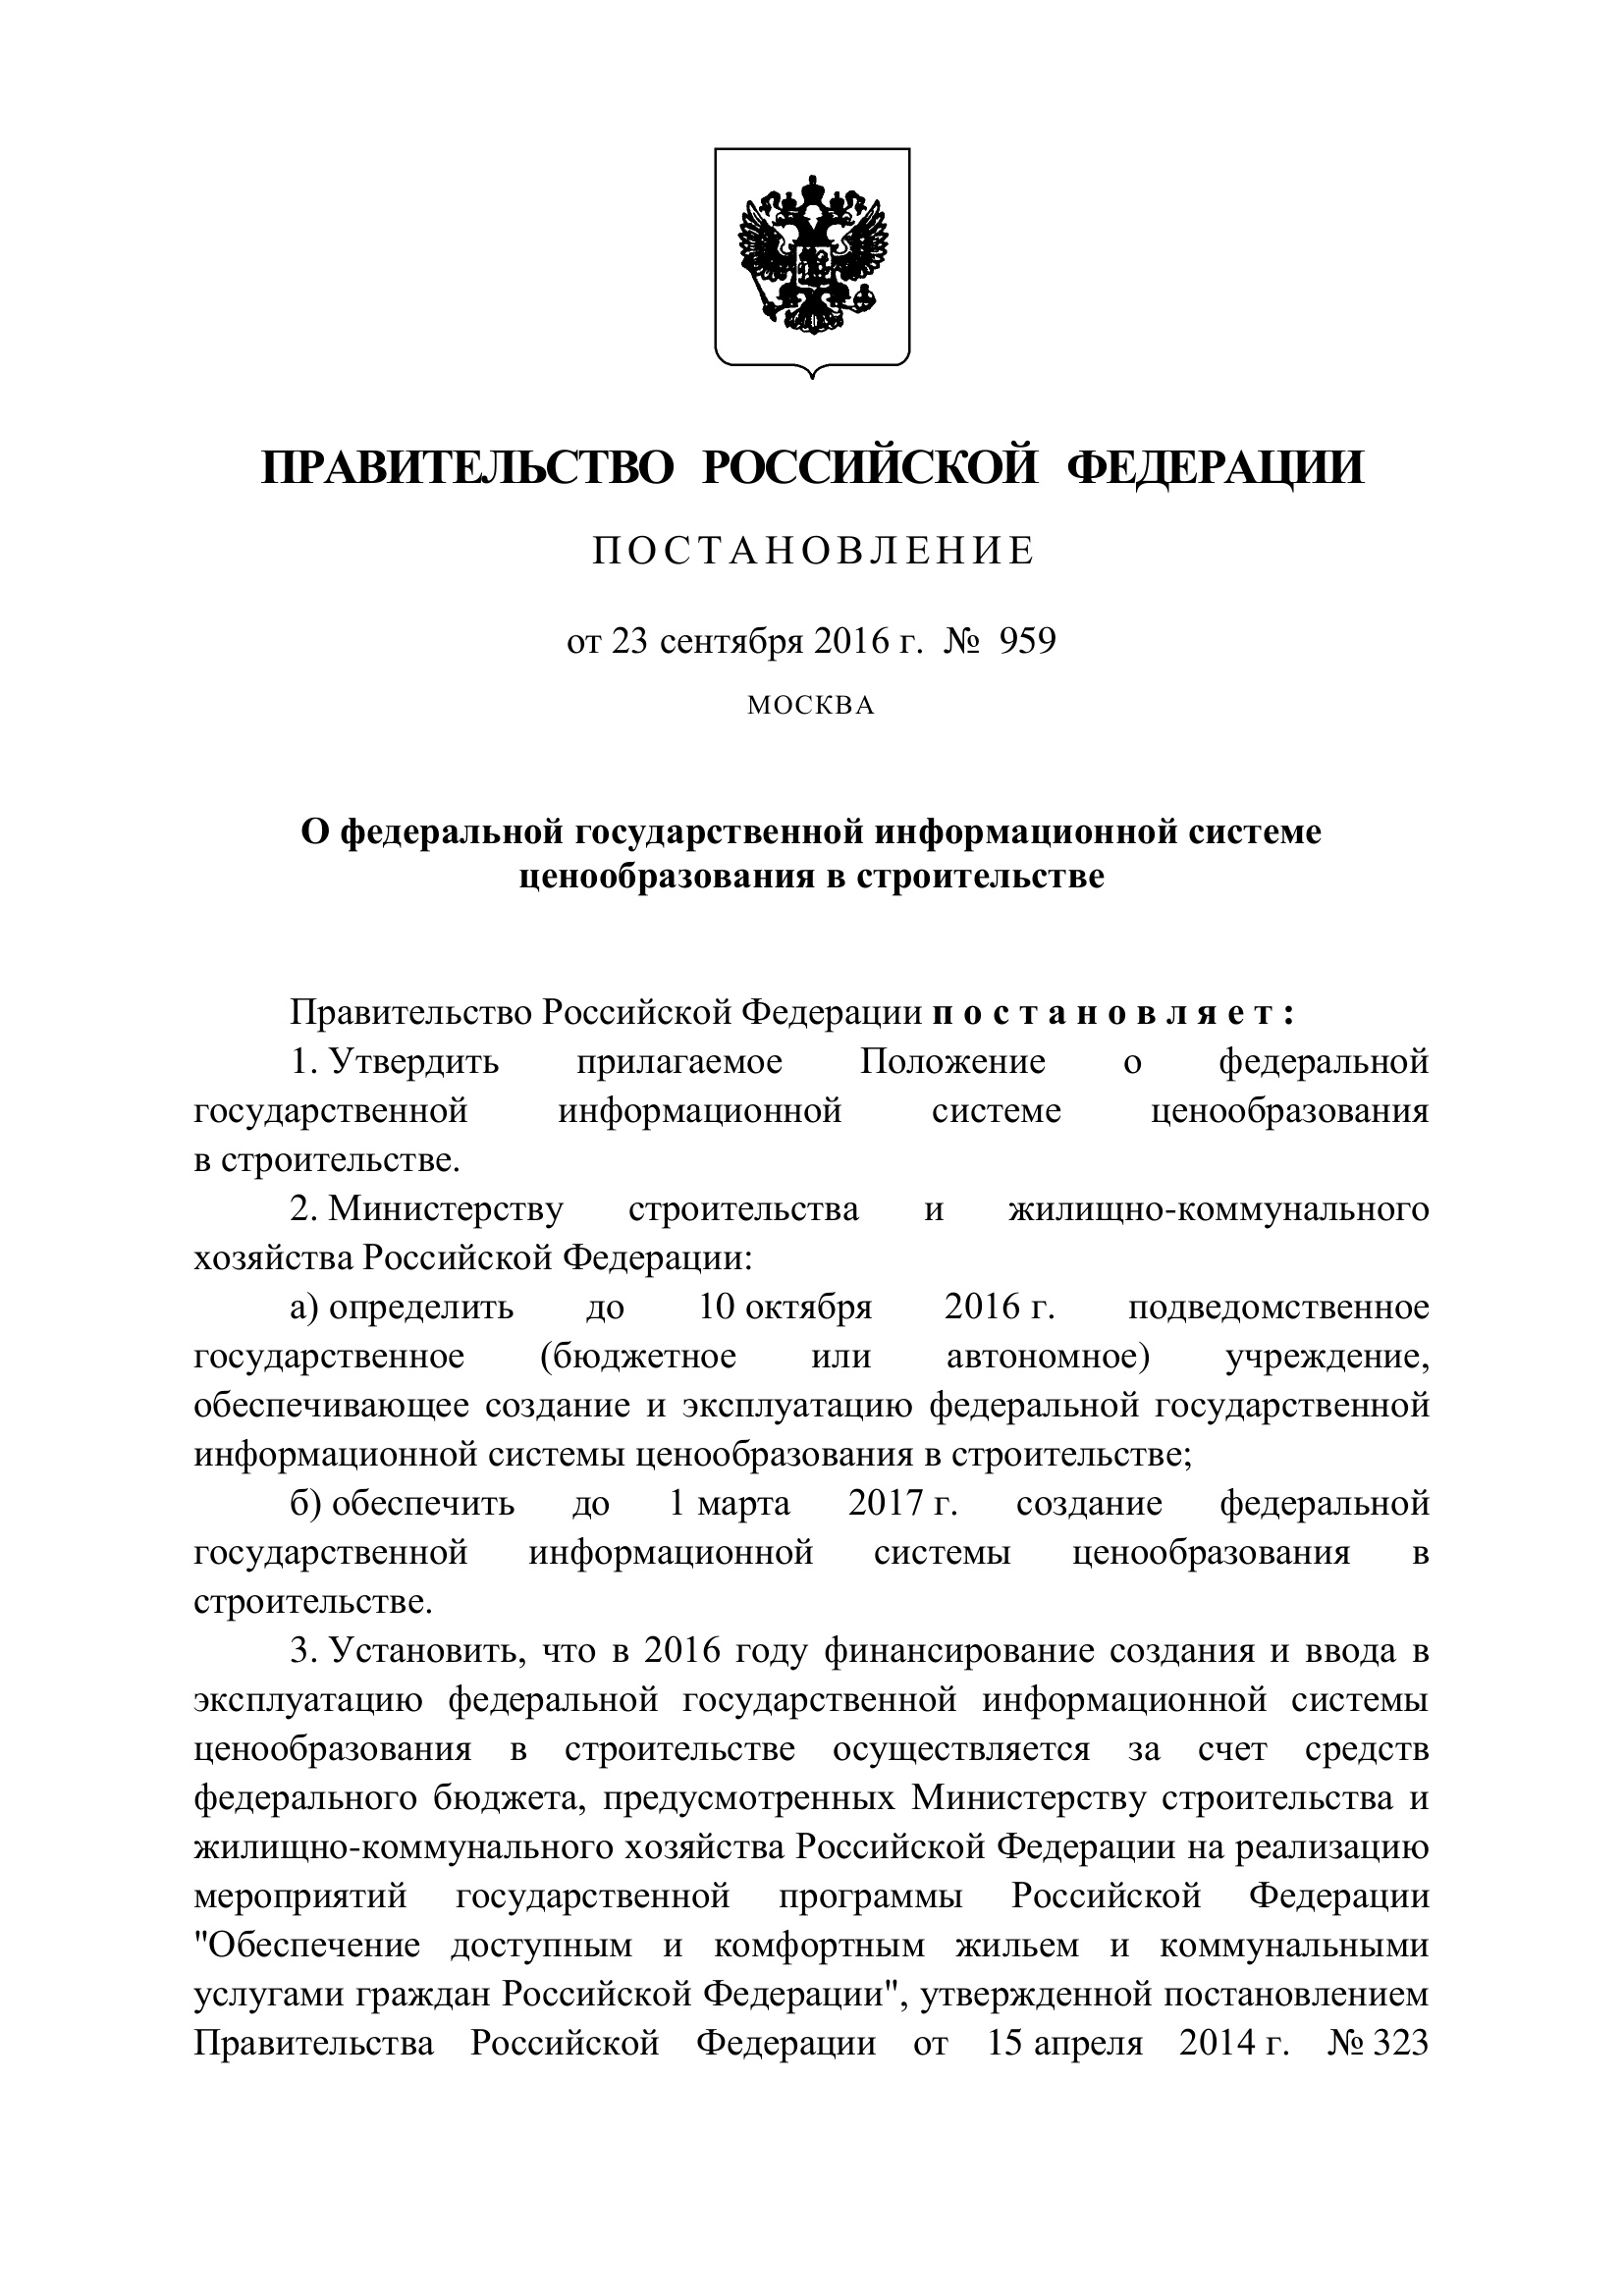 ПРАВИТЕЛЬСТВО РОССИЙСКОЙ ФЕДЕРАЦИИ
ПОСТАНОВЛЕНИЕ
от 23 сентября 2016 г. № 959
МОСКВА
О федеральной государственной информационной системе
ценообразования в строительстве
Правительство Российской Федерации постановляет:
1. Утвердить прилагаемое Положение о федеральной
государственной информационной системе ценообразования
в строительстве.
2. Министерству строительства и жилищно-коммунального
хозяйства Российской Федерации:
а) определить до 10 октября 2016 г. подведомственное
государственное (бюджетное или автономное) учреждение,
обеспечивающее создание и эксплуатацию федеральной государственной
информационной системы ценообразования в строительстве;
б) обеспечить до 1 марта 2017 г. создание федеральной
государственной информационной системы ценообразования в
строительстве.
3. Установить, что в 2016 году финансирование создания и ввода в
эксплуатацию федеральной государственной информационной системы
ценообразования в строительстве осуществляется за счет средств
федерального бюджета, предусмотренных Министерству строительства и
жилищно-коммунального хозяйства Российской Федерации на реализацию
мероприятий государственной программы Российской Федерации
"Обеспечение доступным и комфортным жильем и коммунальными
услугами граждан Российской Федерации", утвержденной постановлением
Правительства Российской Федерации от 15 апреля 2014 г. № 323